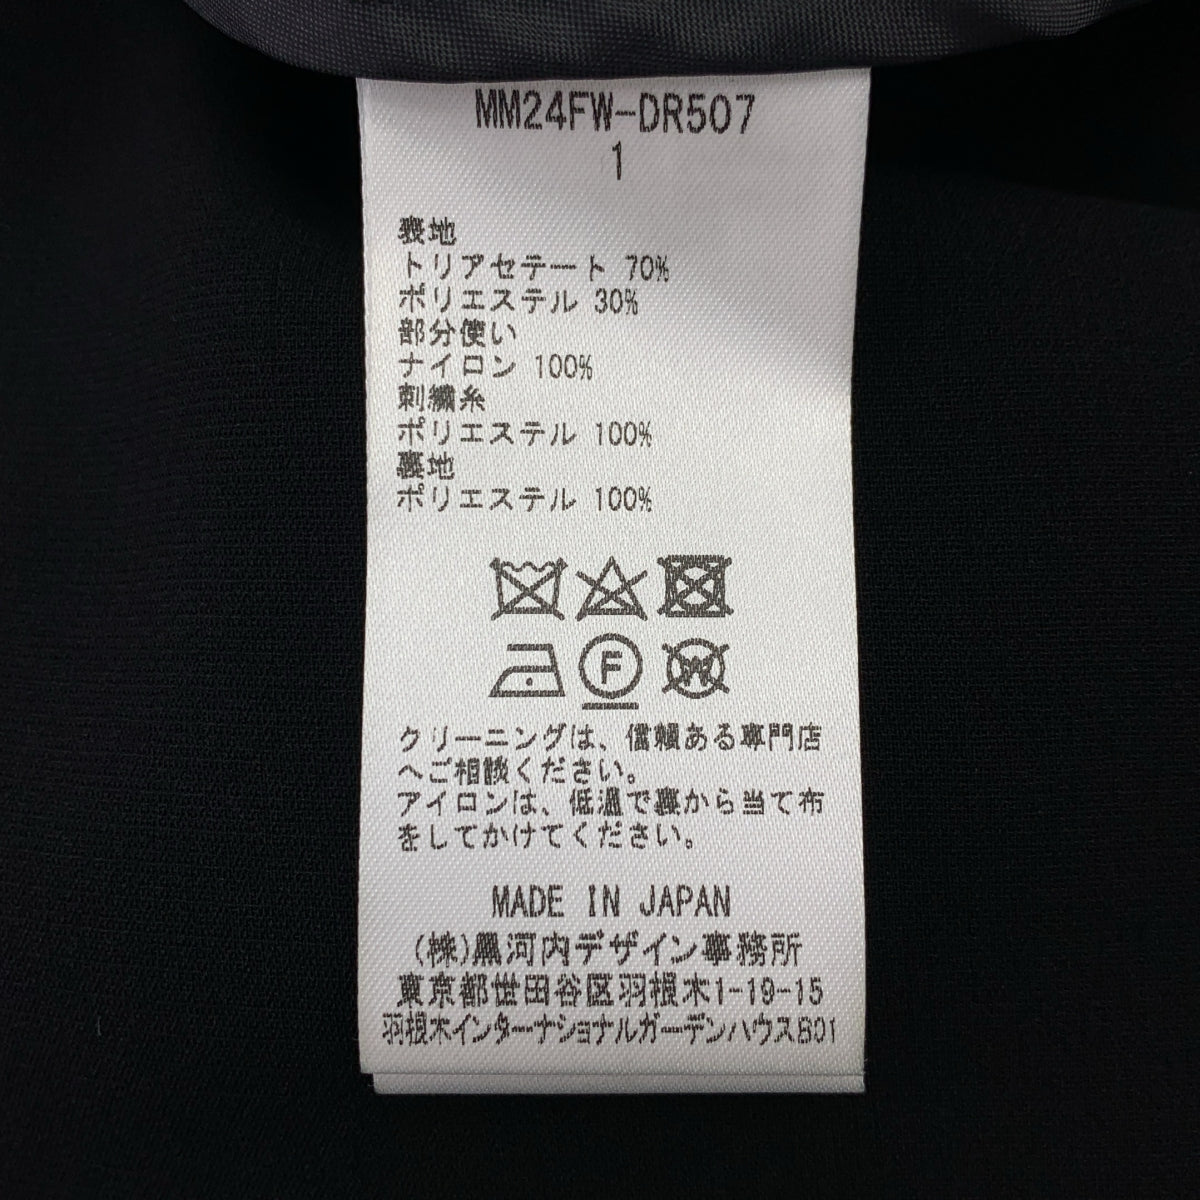 MM24FW-DR507
1
表地
トリアセテート 70%
ポリエステル 30%
部分使い
ナイロン 100%
刺繍糸
ポリエステル 100%
裏地
ポリエステル 100%
F
W
クリーニングは、信頼ある専門店
へご相談ください。
アイロンは、低温で裏から当て布
をしてかけてください。
MADE IN JAPAN
(株)黒河内デザイン事務所
東京都世田谷区羽根木1-19-15
羽根木インターナショナルガーデンハウスB01